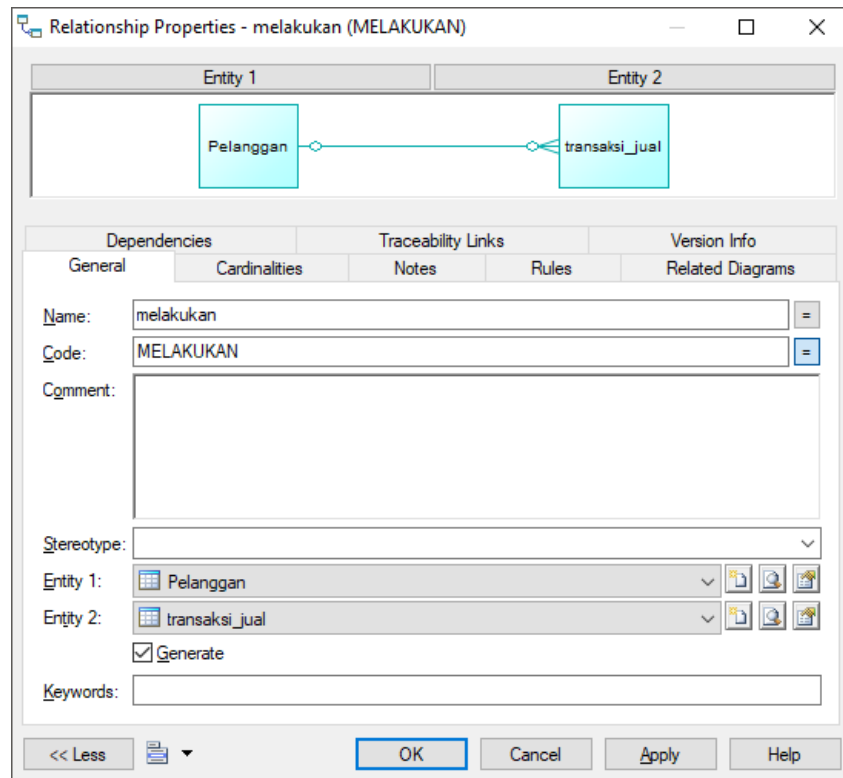 Relationship Properties - melakukan (MELAKUKAN)
Entity 1 Entity 2
Pelanggan transaksi_jual
Dependencies Traceability Links Version Info
General Cardinalities Notes Rules Related Diagrams
Name: melakukan =
Code: MELAKUKAN =
Comment:
Stereotype:
Entity 1: Pelanggan
Entity 2: transaksi_jual
Generate
Keywords:
<< Less OK Cancel Apply Help